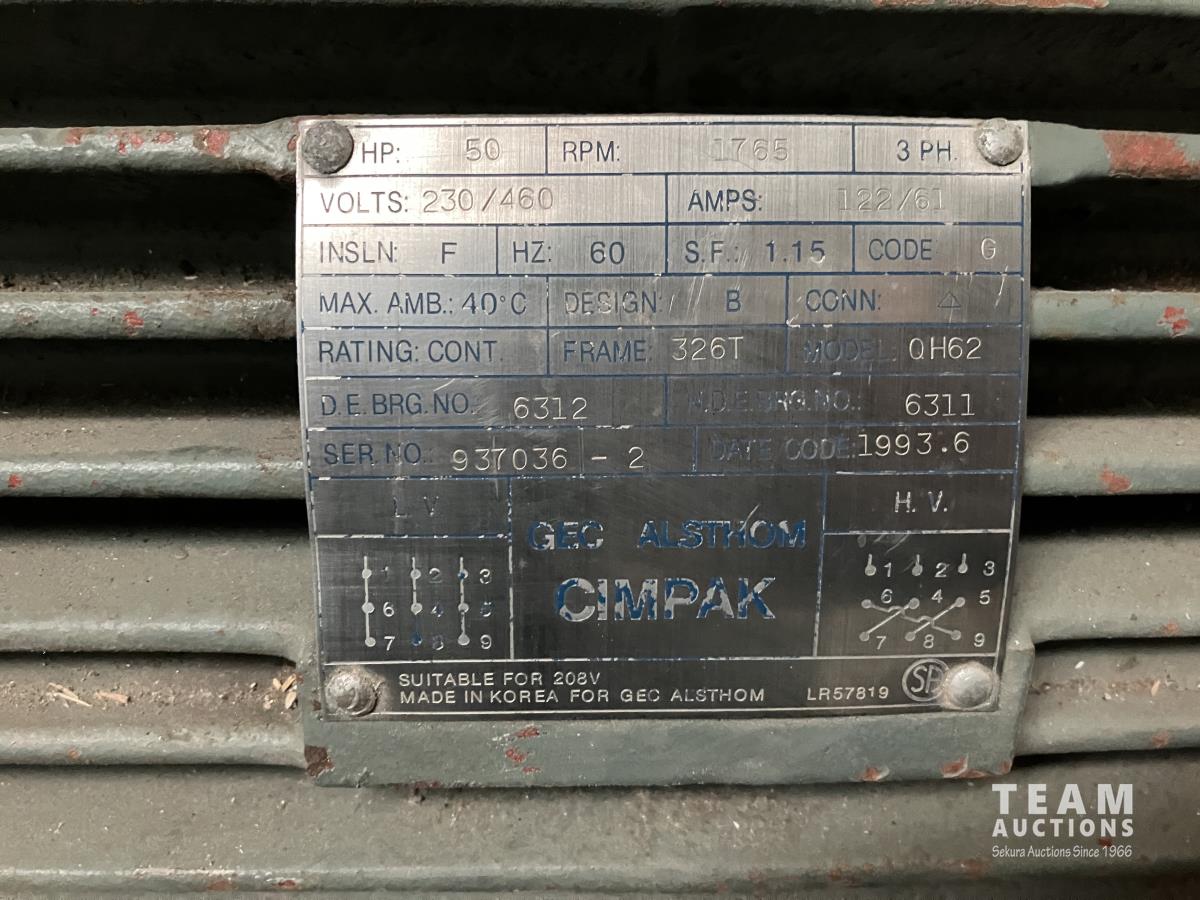 HP: 50 RPM: 1765 3 PH.
VOLTS: 230/460 AMPS: 122/61
INSLN: F HZ: 60 S.F.: 1.15 CODE G
MAX. AMB.: 40°C DESIGN: B CONN: △
RATING: CONT. FRAME: 326T MODEL: QH62
D.E.BRG.NO. 6312 N.D.E.BRG.NO.: 6311
SER. NO.: 937036 - 2 DATE CODE: 1993.6
L.V H.V.
GEC ALSTHOM
CIMPAK
1 2 3
6 4 5
7 8 9
1 2 3
6 4 5
7 8 9
SUITABLE FOR 208V
MADE IN KOREA FOR GEC ALSTHOM LR57819 SP
TEAM
AUCTIONS
Sekura Auctions Since 1966